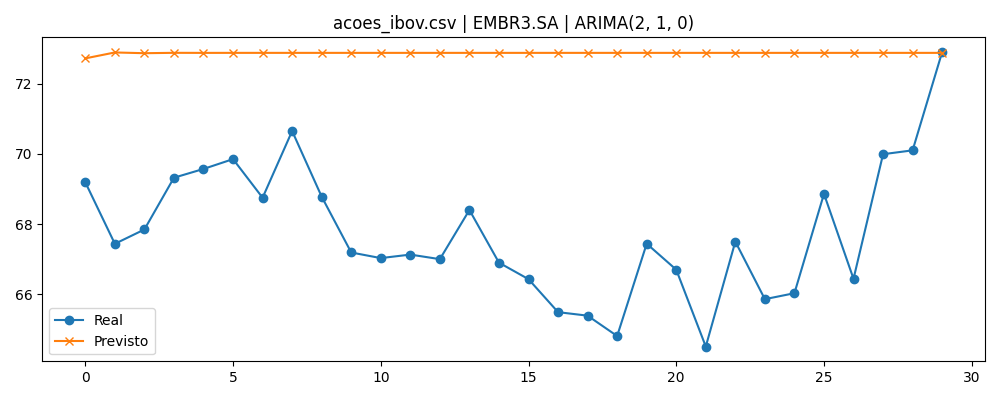 acoes_ibov.csv | EMBR3.SA | ARIMA(2, 1, 0)
72
70
68
66
Real
Previsto
0 5 10 15 20 25 30